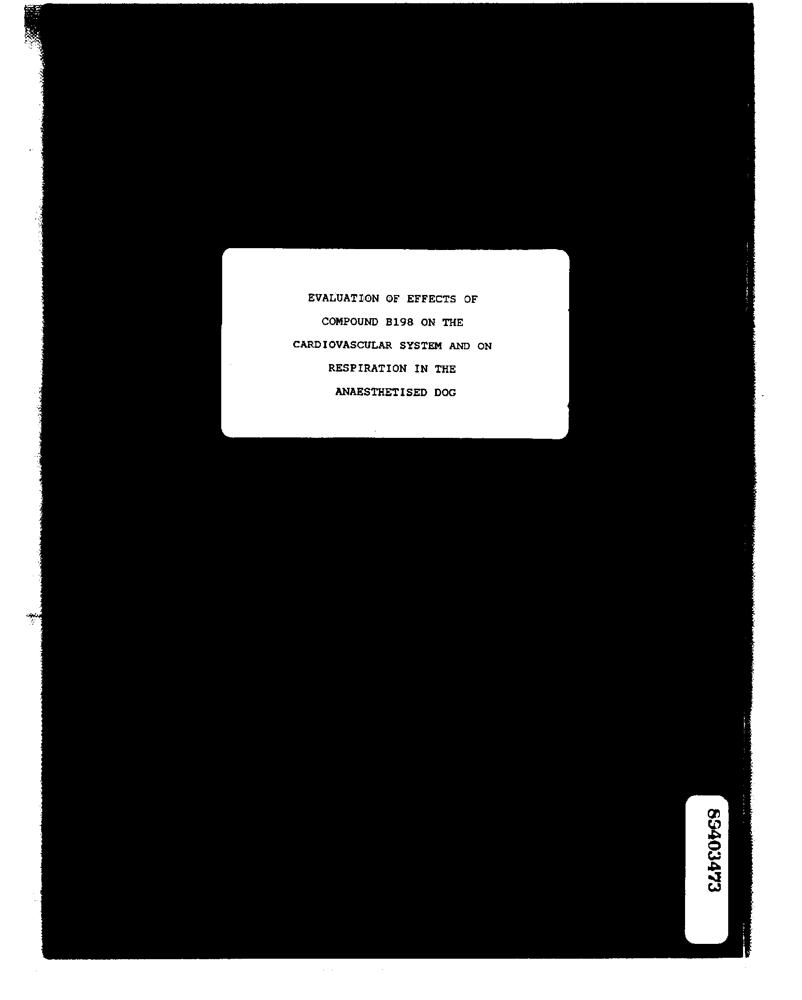 EVALUATION OF EFFECTS OF
COMPOUND B198 ON THE
CARDIOVASCULAR SYSTEM AND ON
RESPIRATION IN THE
ANAESTHETISED DOG
89403473